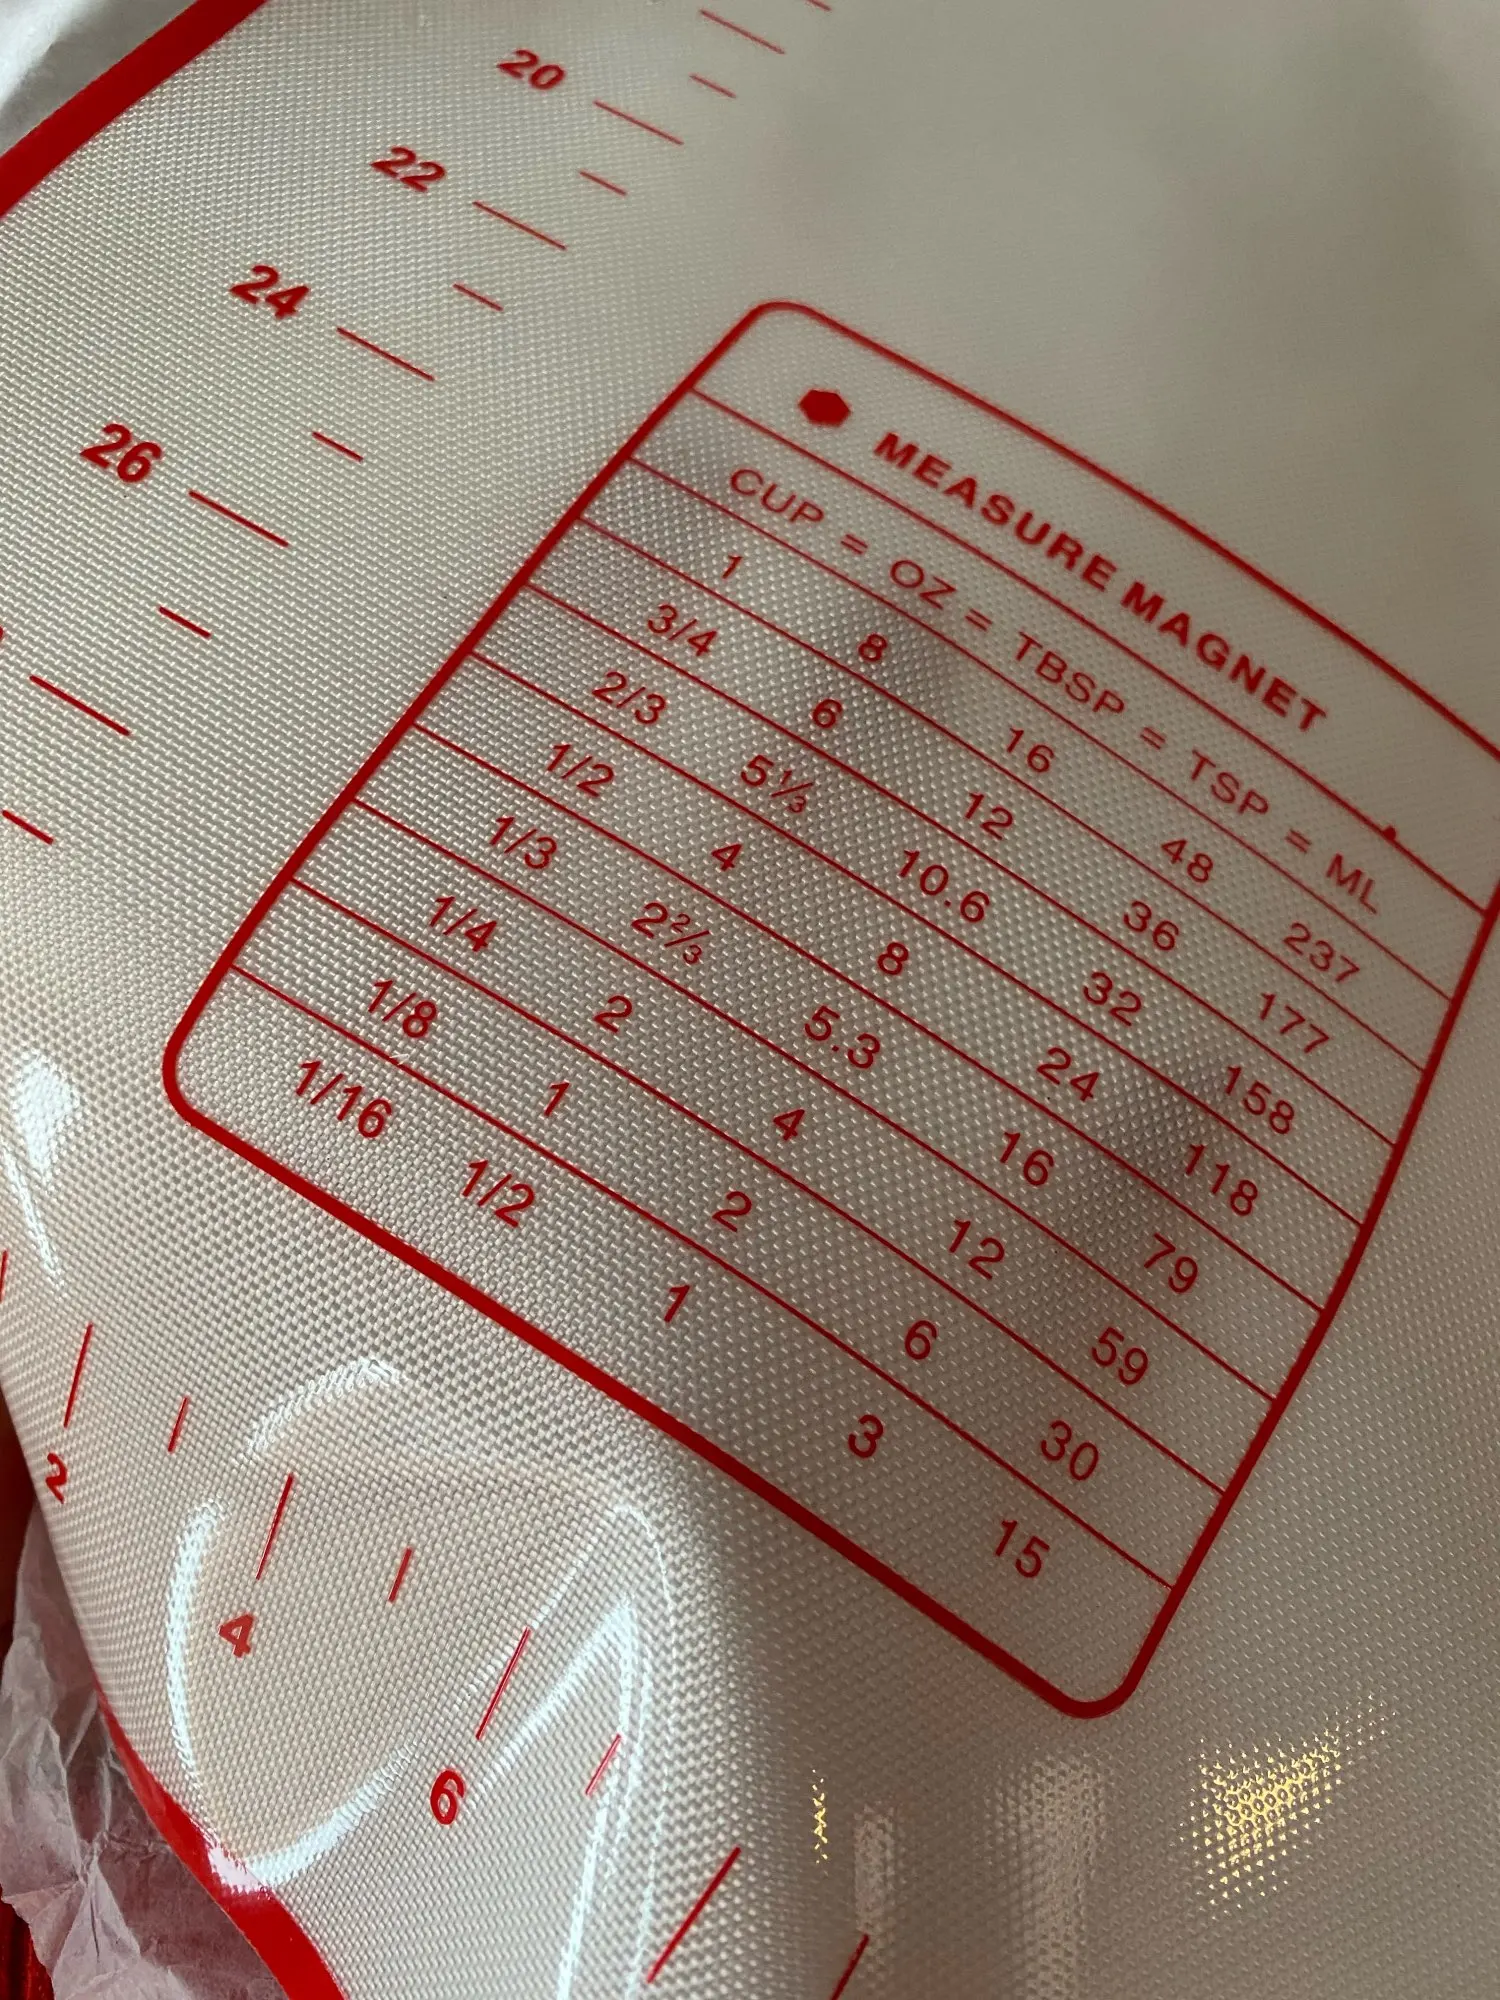 20
22
24
26
MEASURE MAGNET
CUP = OZ = TBSP = TSP = ML
1 8 16 48 237
3/4 6 12 36 177
2/3 5⅓ 10.6 32 158
1/2 4 8 24 118
1/3 2⅔ 5.3 16 79
1/4 2 4 12 59
1/8 1 2 6 30
1/16 1/2 1 3 15
2
4
6